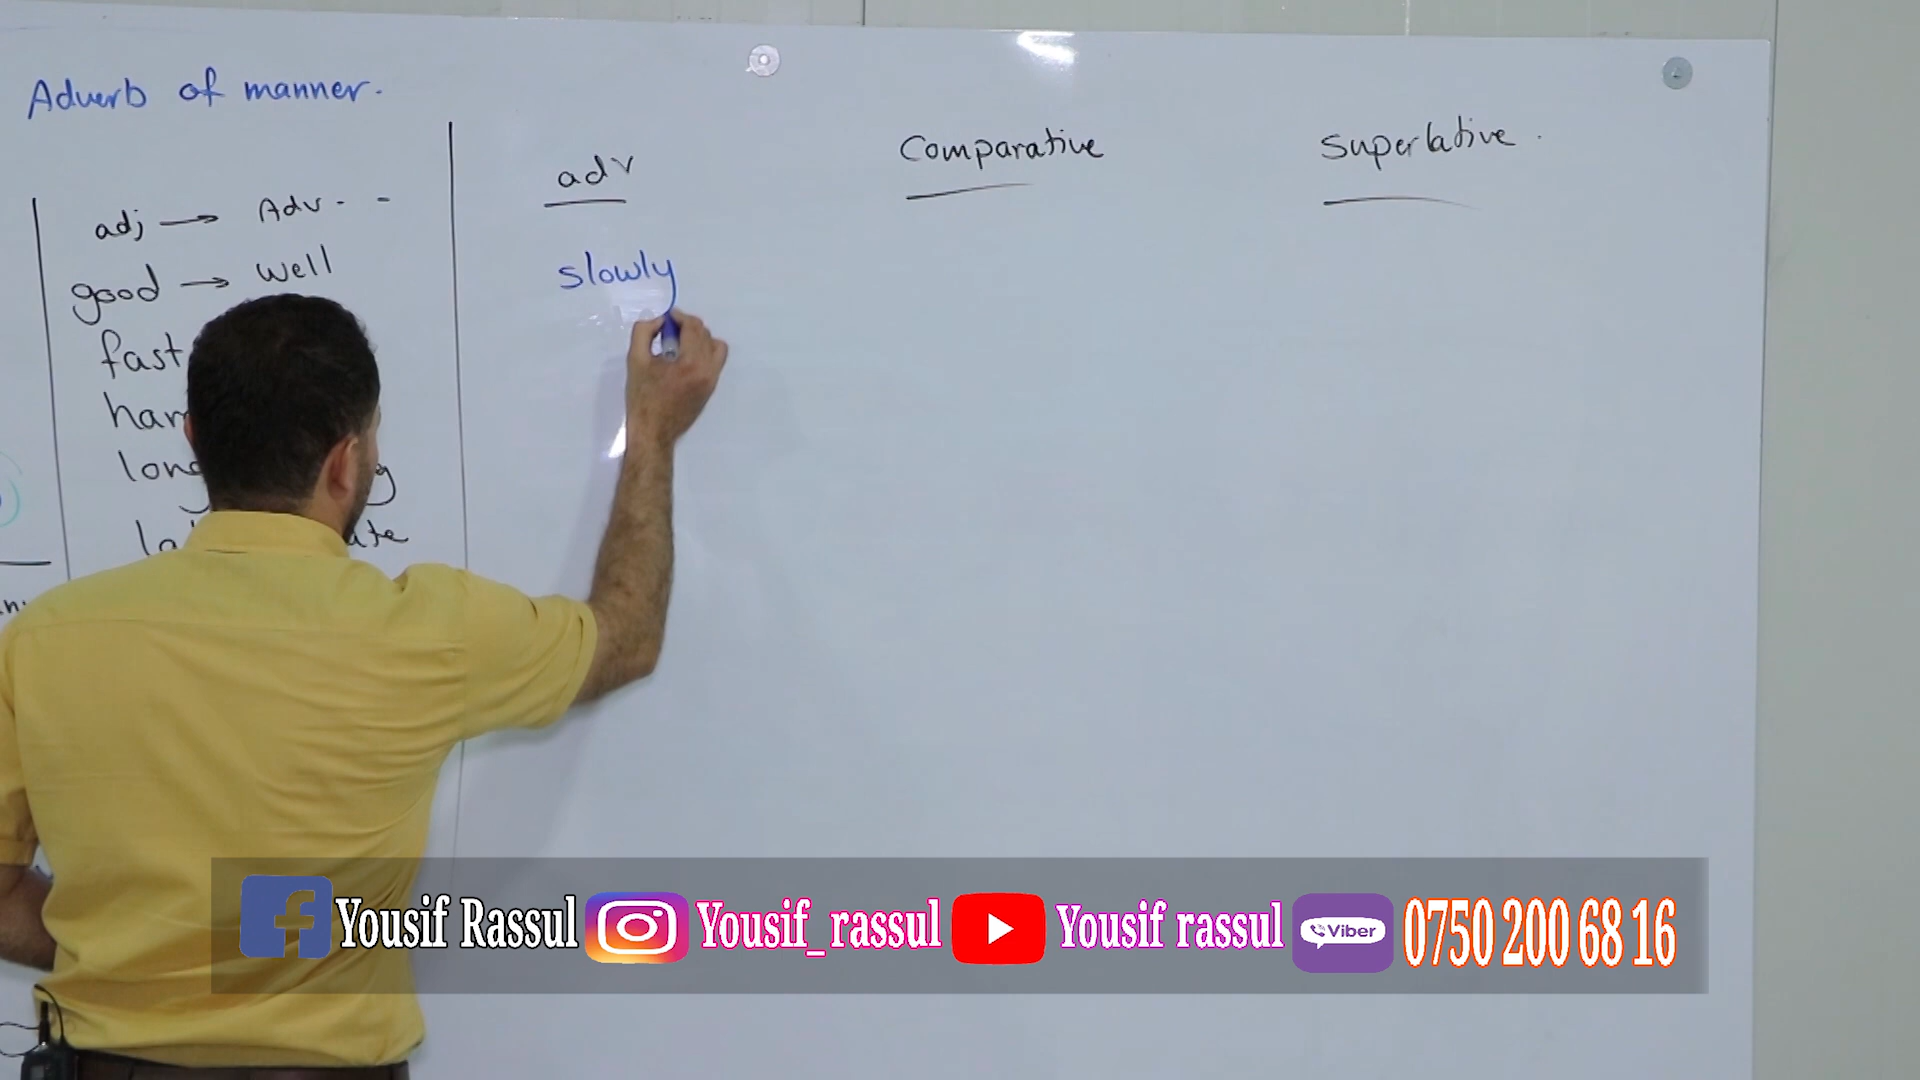 Adverb of manner.
adj → Adv - -
good → well
fast
late
adv
slowly
Comparative
Superlative.
Yousif Rassul
Yousif_rassul
Yousif rassul
Viber
0750 200 68 16